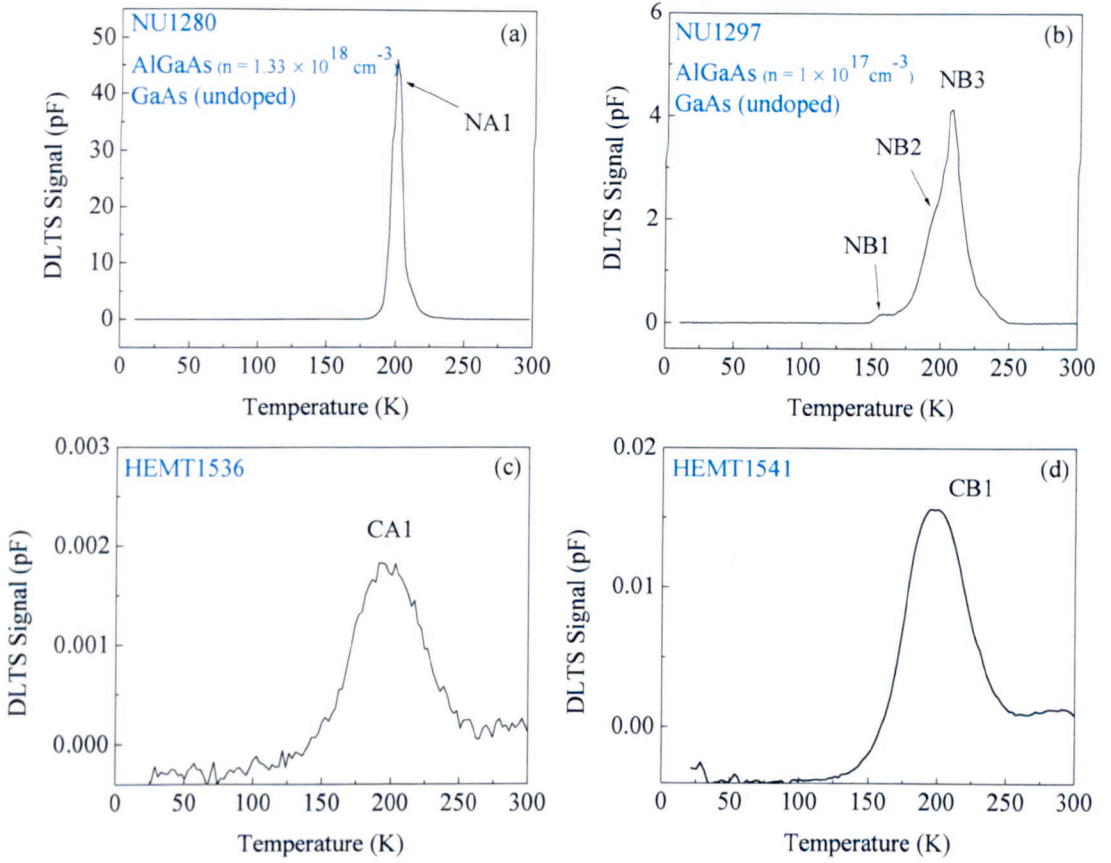 NU1280
(a)
AlGaAs (n = 1.33 × 10^18 cm^-3)
GaAs (undoped)
NA1
50
40
30
20
10
0
DLTS Signal (pF)
0 50 100 150 200 250 300
Temperature (K)
NU1297
(b)
AlGaAs (n = 1 × 10^17 cm^-3)
GaAs (undoped)
NB3
NB2
NB1
6
4
2
0
DLTS Signal (pF)
0 50 100 150 200 250 300
Temperature (K)
HEMT1536
(c)
CA1
0.003
0.002
0.001
0.000
DLTS Signal (pF)
0 50 100 150 200 250 300
Temperature (K)
HEMT1541
(d)
CB1
0.02
0.01
0.00
DLTS Signal (pF)
0 50 100 150 200 250 300
Temperature (K)